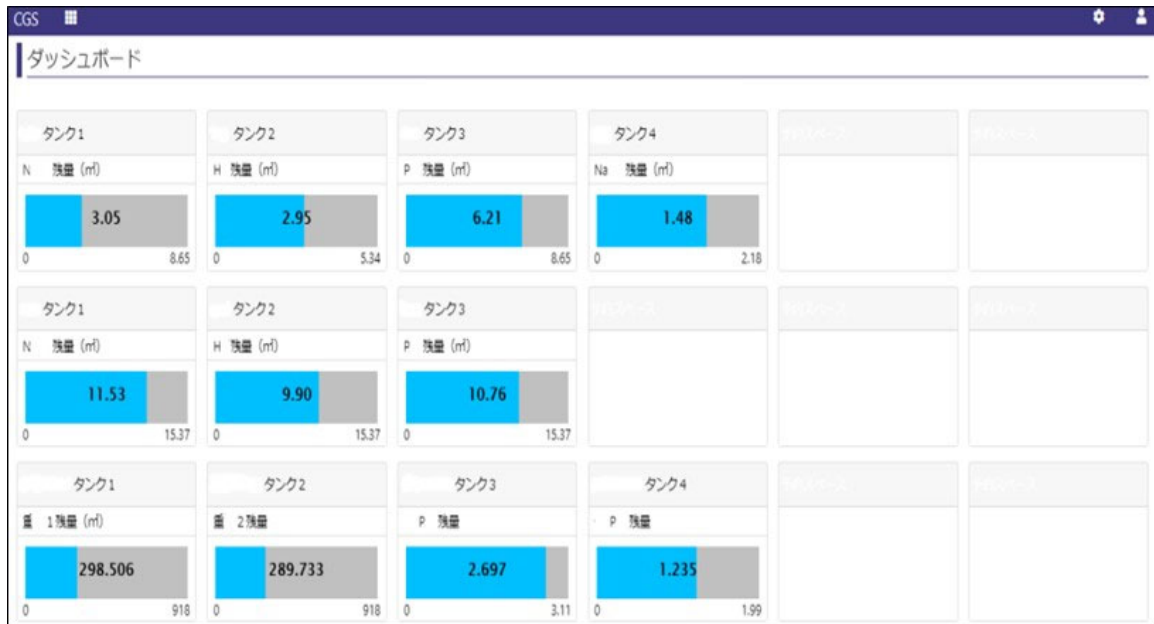 CGS
ダッシュボード
タンク1 タンク2 タンク3 タンク4
N 残量 (㎥) H 残量 (㎥) P 残量 (㎥) Na 残量 (㎥)
3.05 2.95 6.21 1.48
0 8.65 0 5.34 0 8.65 0 2.18
タンク1 タンク2 タンク3
N 残量 (㎥) H 残量 (㎥) P 残量 (㎥)
11.53 9.90 10.76
0 15.37 0 15.37 0 15.37
タンク1 タンク2 タンク3 タンク4
重 1残量 (㎥) 重 2残量 P 残量 P 残量
298.506 289.733 2.697 1.235
0 918 0 918 0 3.11 0 1.99